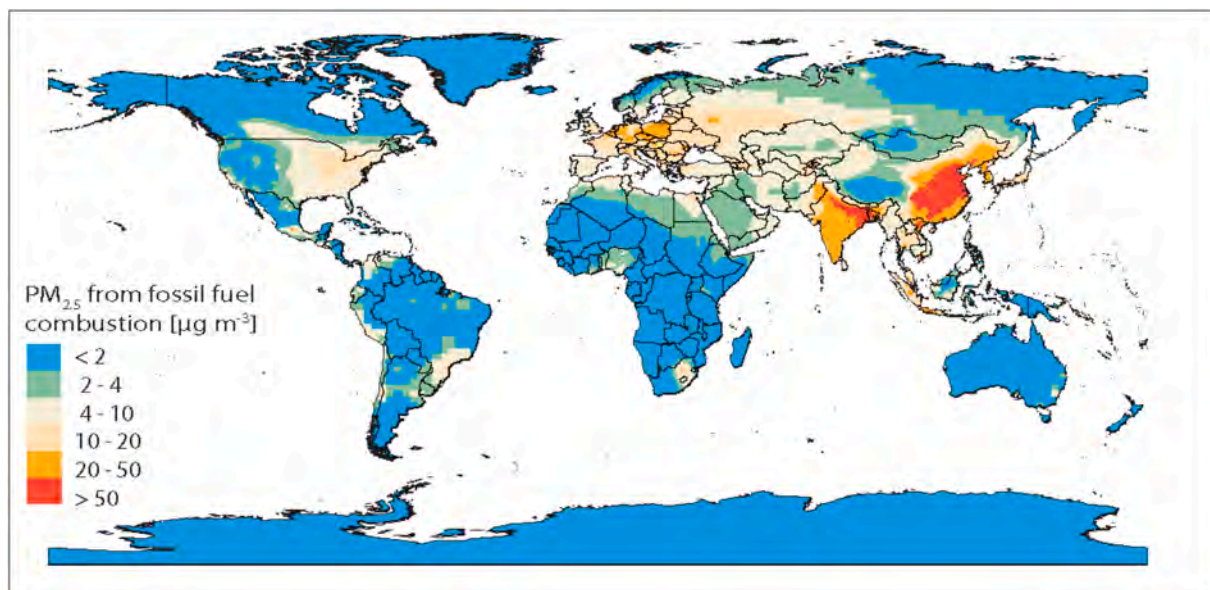 PM2.5 from fossil fuel
combustion [µg m-3]
< 2
2 - 4
4 - 10
10 - 20
20 - 50
> 50